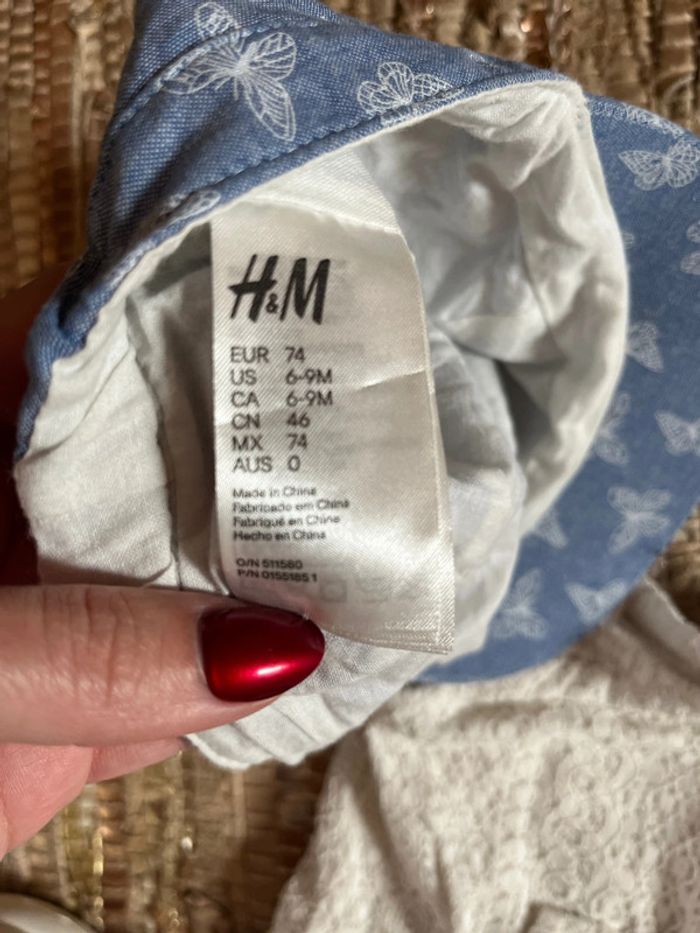 H&M
EUR 74
US 6-9M
CA 6-9M
CN 46
MX 74
AUS 0
Made in China
Fabricado em China
Fabriqué en Chine
Hecho en China
O/N 511580
P/N 0155185 1